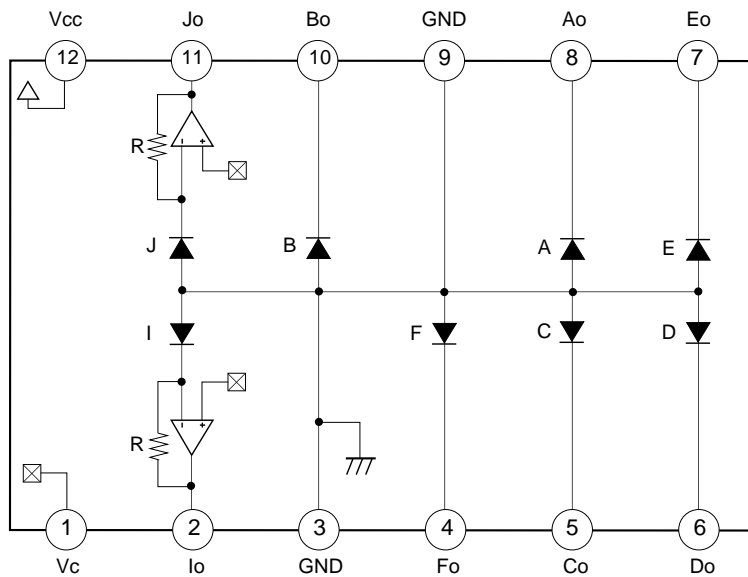 Vcc Jo Bo GND Ao Eo
12 11 10 9 8 7
R
J B A E
I F C D
R
1 2 3 4 5 6
Vc Io GND Fo Co Do